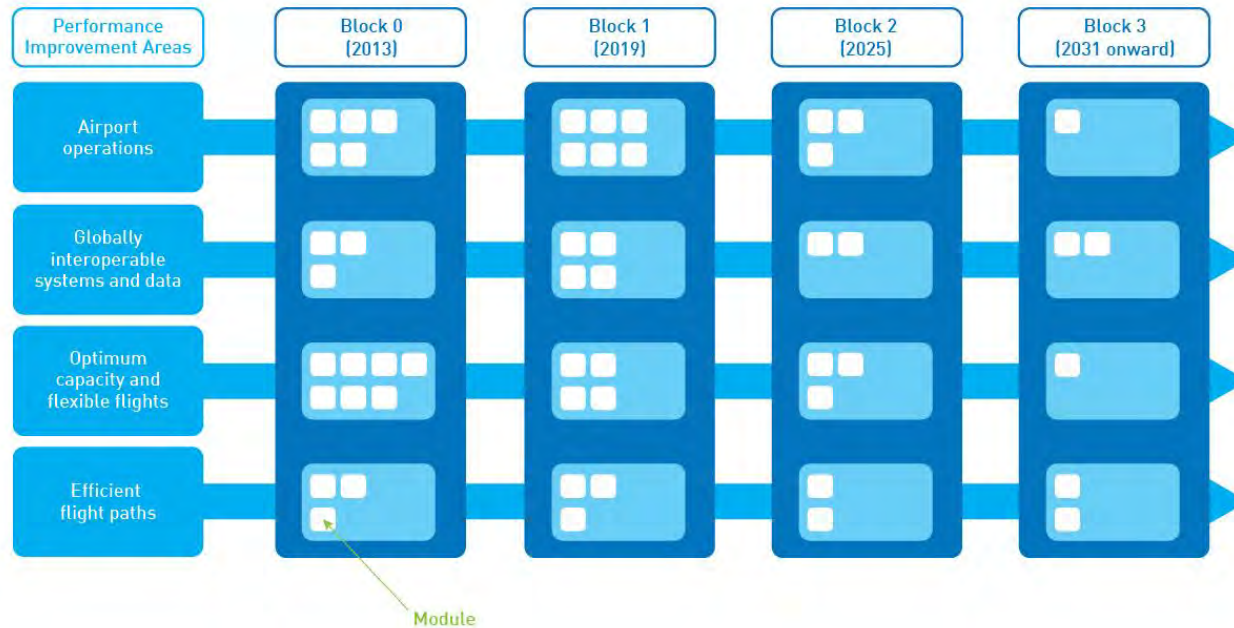 Performance
Improvement Areas
Block 0
(2013)
Block 1
(2019)
Block 2
(2025)
Block 3
(2031 onward)
Airport
operations
Globally
interoperable
systems and data
Optimum
capacity and
flexible flights
Efficient
flight paths
Module